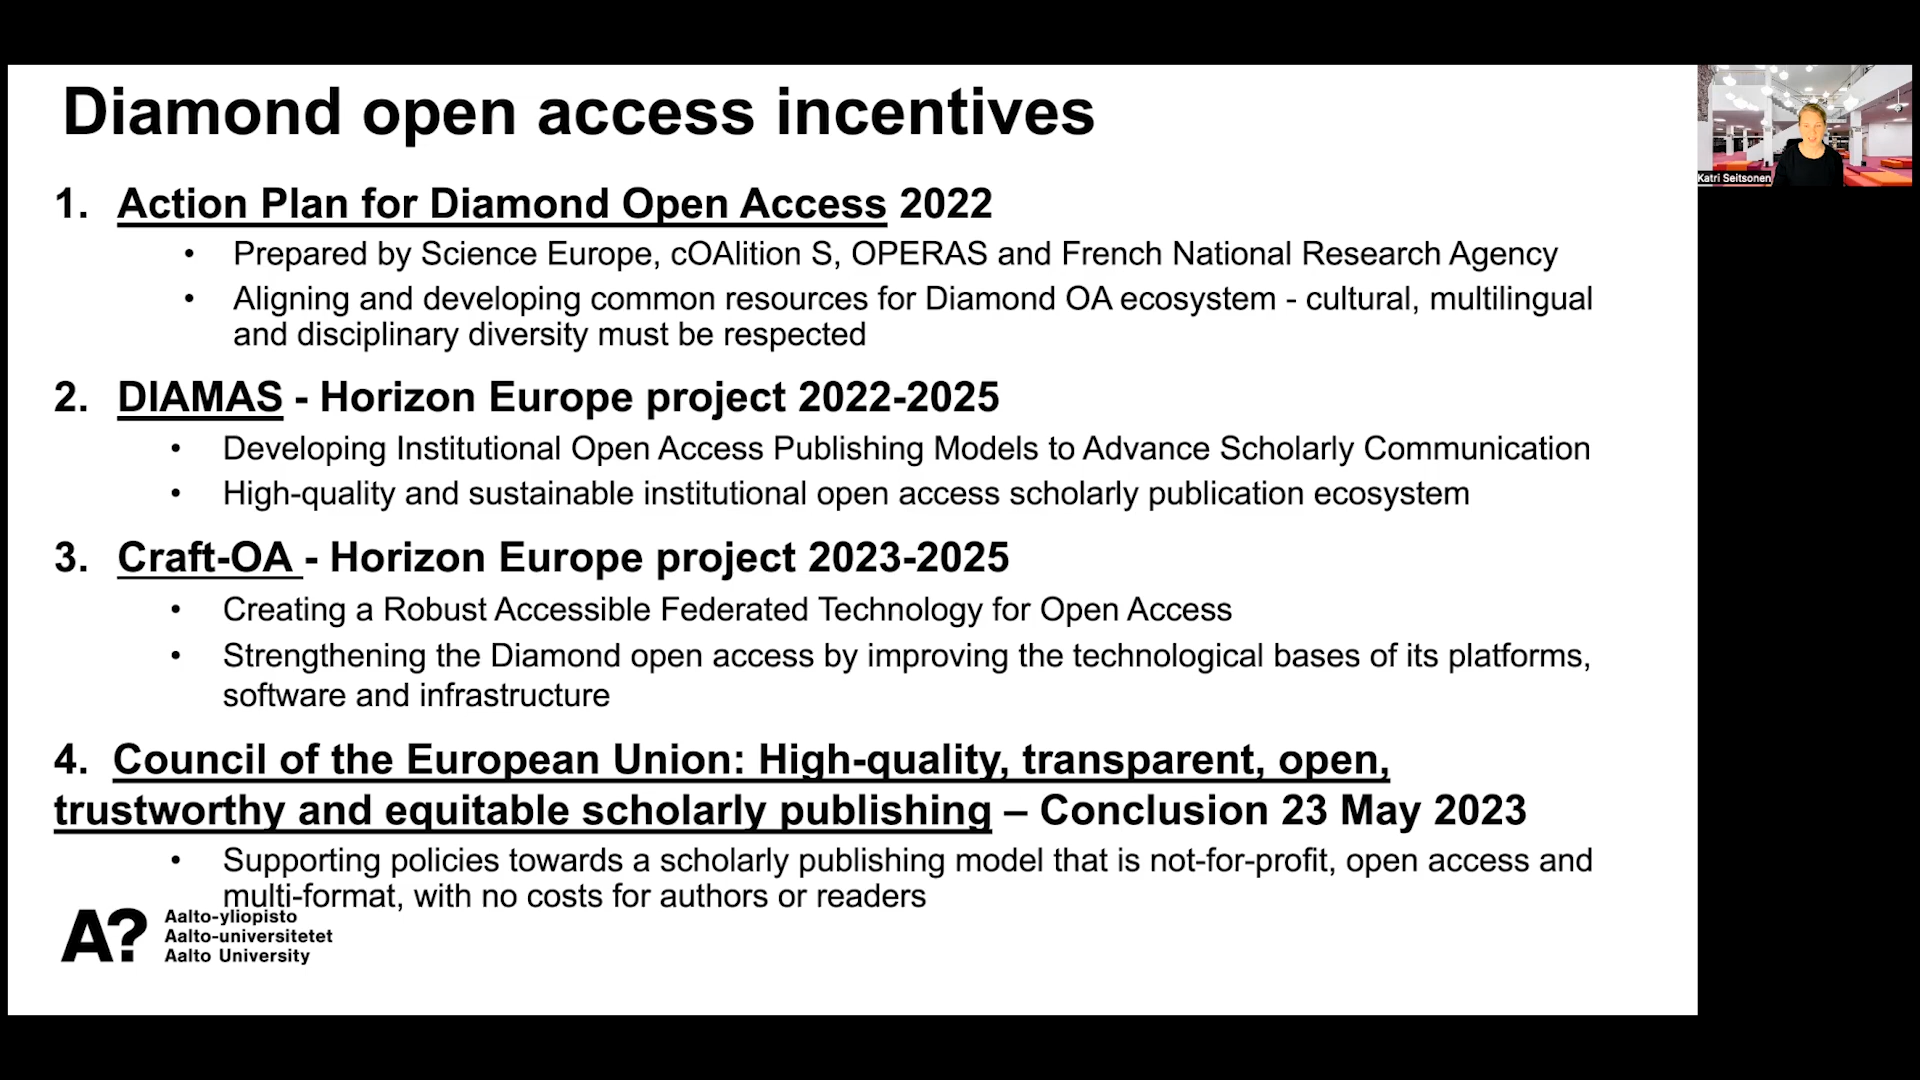 Diamond open access incentives
1. Action Plan for Diamond Open Access 2022
• Prepared by Science Europe, cOAlition S, OPERAS and French National Research Agency
• Aligning and developing common resources for Diamond OA ecosystem - cultural, multilingual
and disciplinary diversity must be respected
2. DIAMAS - Horizon Europe project 2022-2025
• Developing Institutional Open Access Publishing Models to Advance Scholarly Communication
• High-quality and sustainable institutional open access scholarly publication ecosystem
3. Craft-OA - Horizon Europe project 2023-2025
• Creating a Robust Accessible Federated Technology for Open Access
• Strengthening the Diamond open access by improving the technological bases of its platforms,
software and infrastructure
4. Council of the European Union: High-quality, transparent, open,
trustworthy and equitable scholarly publishing – Conclusion 23 May 2023
• Supporting policies towards a scholarly publishing model that is not-for-profit, open access and
multi-format, with no costs for authors or readers
A?
Aalto-yliopisto
Aalto-universitetet
Aalto University
Katri Seitsonen